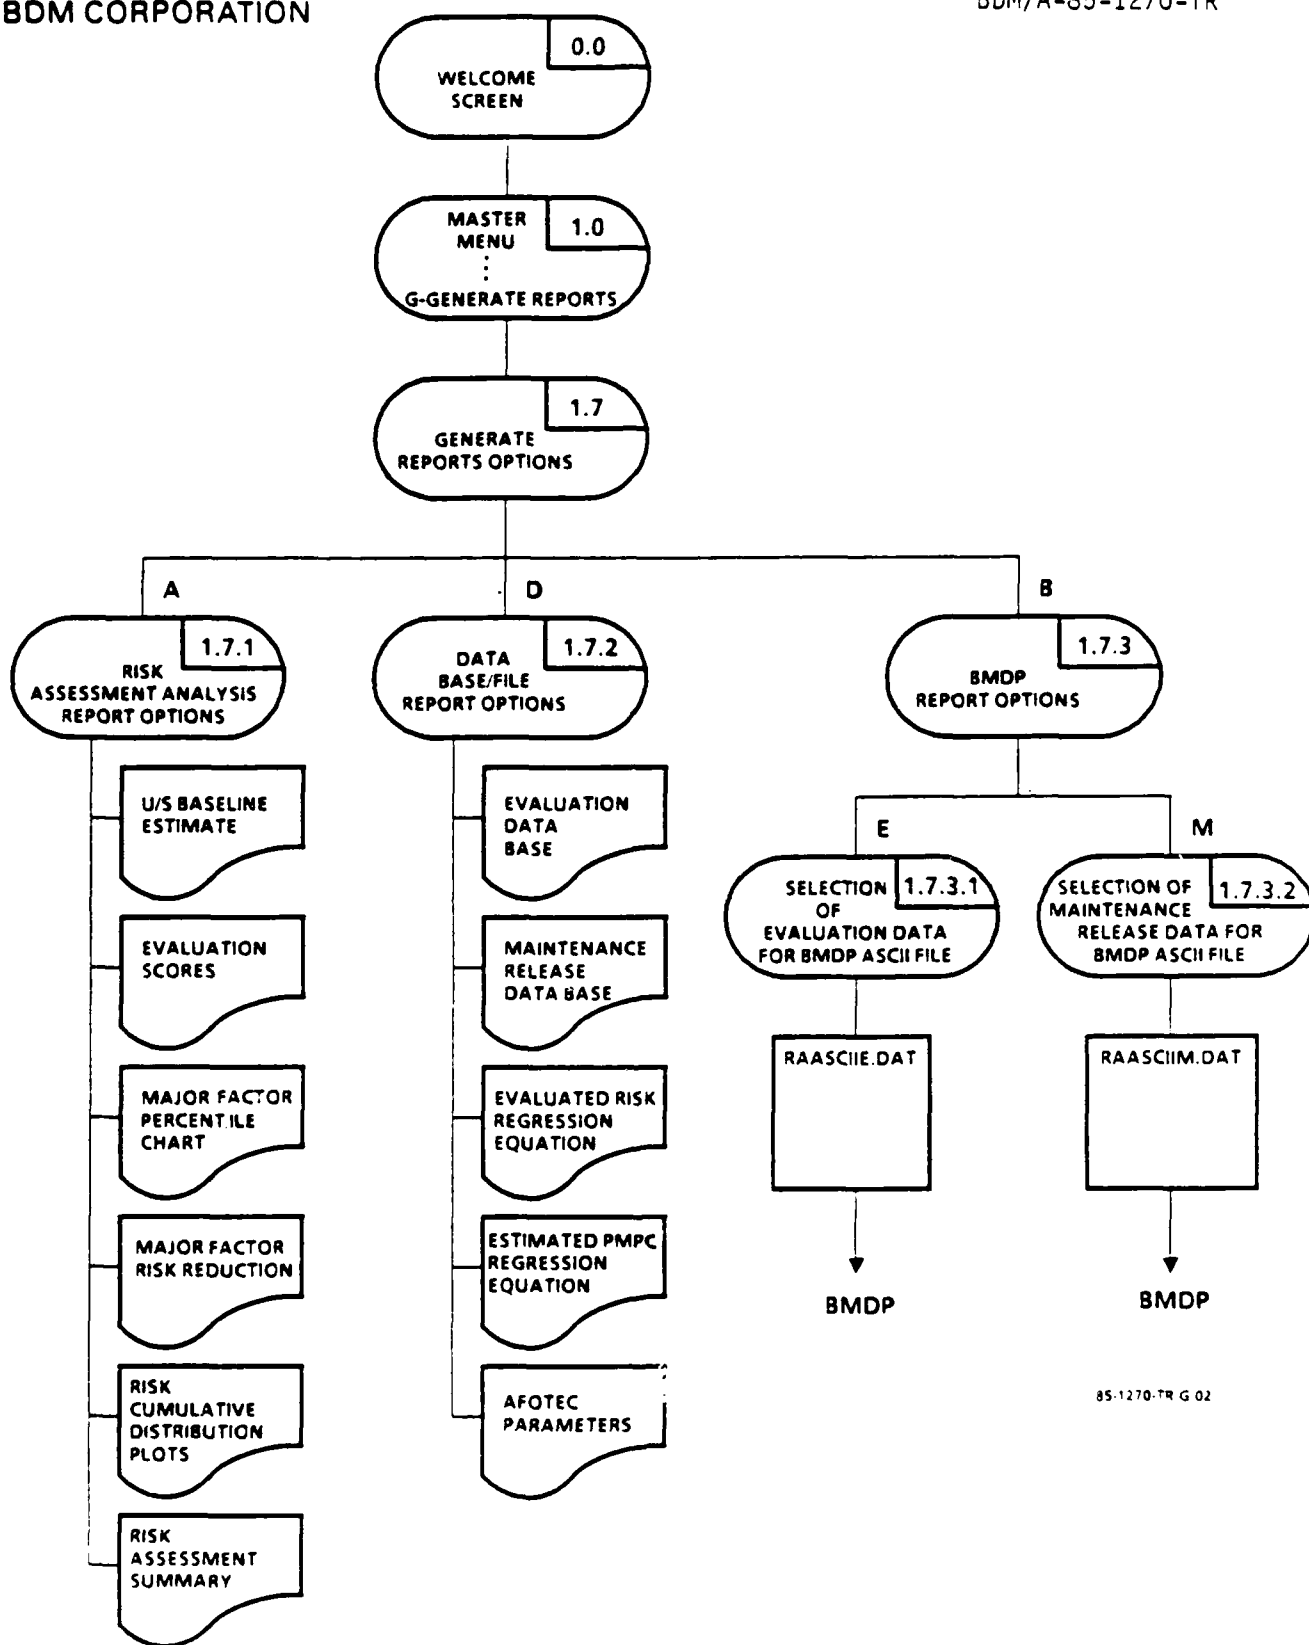 BDM CORPORATION
BDM/A-85-1270-TR
0.0
WELCOME
SCREEN
1.0
MASTER
MENU
G-GENERATE REPORTS
1.7
GENERATE
REPORTS OPTIONS
A
D
B
1.7.1
RISK
ASSESSMENT ANALYSIS
REPORT OPTIONS
1.7.2
DATA
BASE/FILE
REPORT OPTIONS
1.7.3
BMDP
REPORT OPTIONS
U/S BASELINE
ESTIMATE
EVALUATION
SCORES
MAJOR FACTOR
PERCENTILE
CHART
MAJOR FACTOR
RISK REDUCTION
RISK
CUMULATIVE
DISTRIBUTION
PLOTS
RISK
ASSESSMENT
SUMMARY
EVALUATION
DATA
BASE
MAINTENANCE
RELEASE
DATA BASE
EVALUATED RISK
REGRESSION
EQUATION
ESTIMATED PMPC
REGRESSION
EQUATION
AFOTEC
PARAMETERS
E
M
1.7.3.1
SELECTION
OF
EVALUATION DATA
FOR BMDP ASCII FILE
1.7.3.2
SELECTION OF
MAINTENANCE
RELEASE DATA FOR
BMDP ASCII FILE
RAASCIIE.DAT
RAASCIIM.DAT
BMDP
BMDP
85-1270-TR G 02